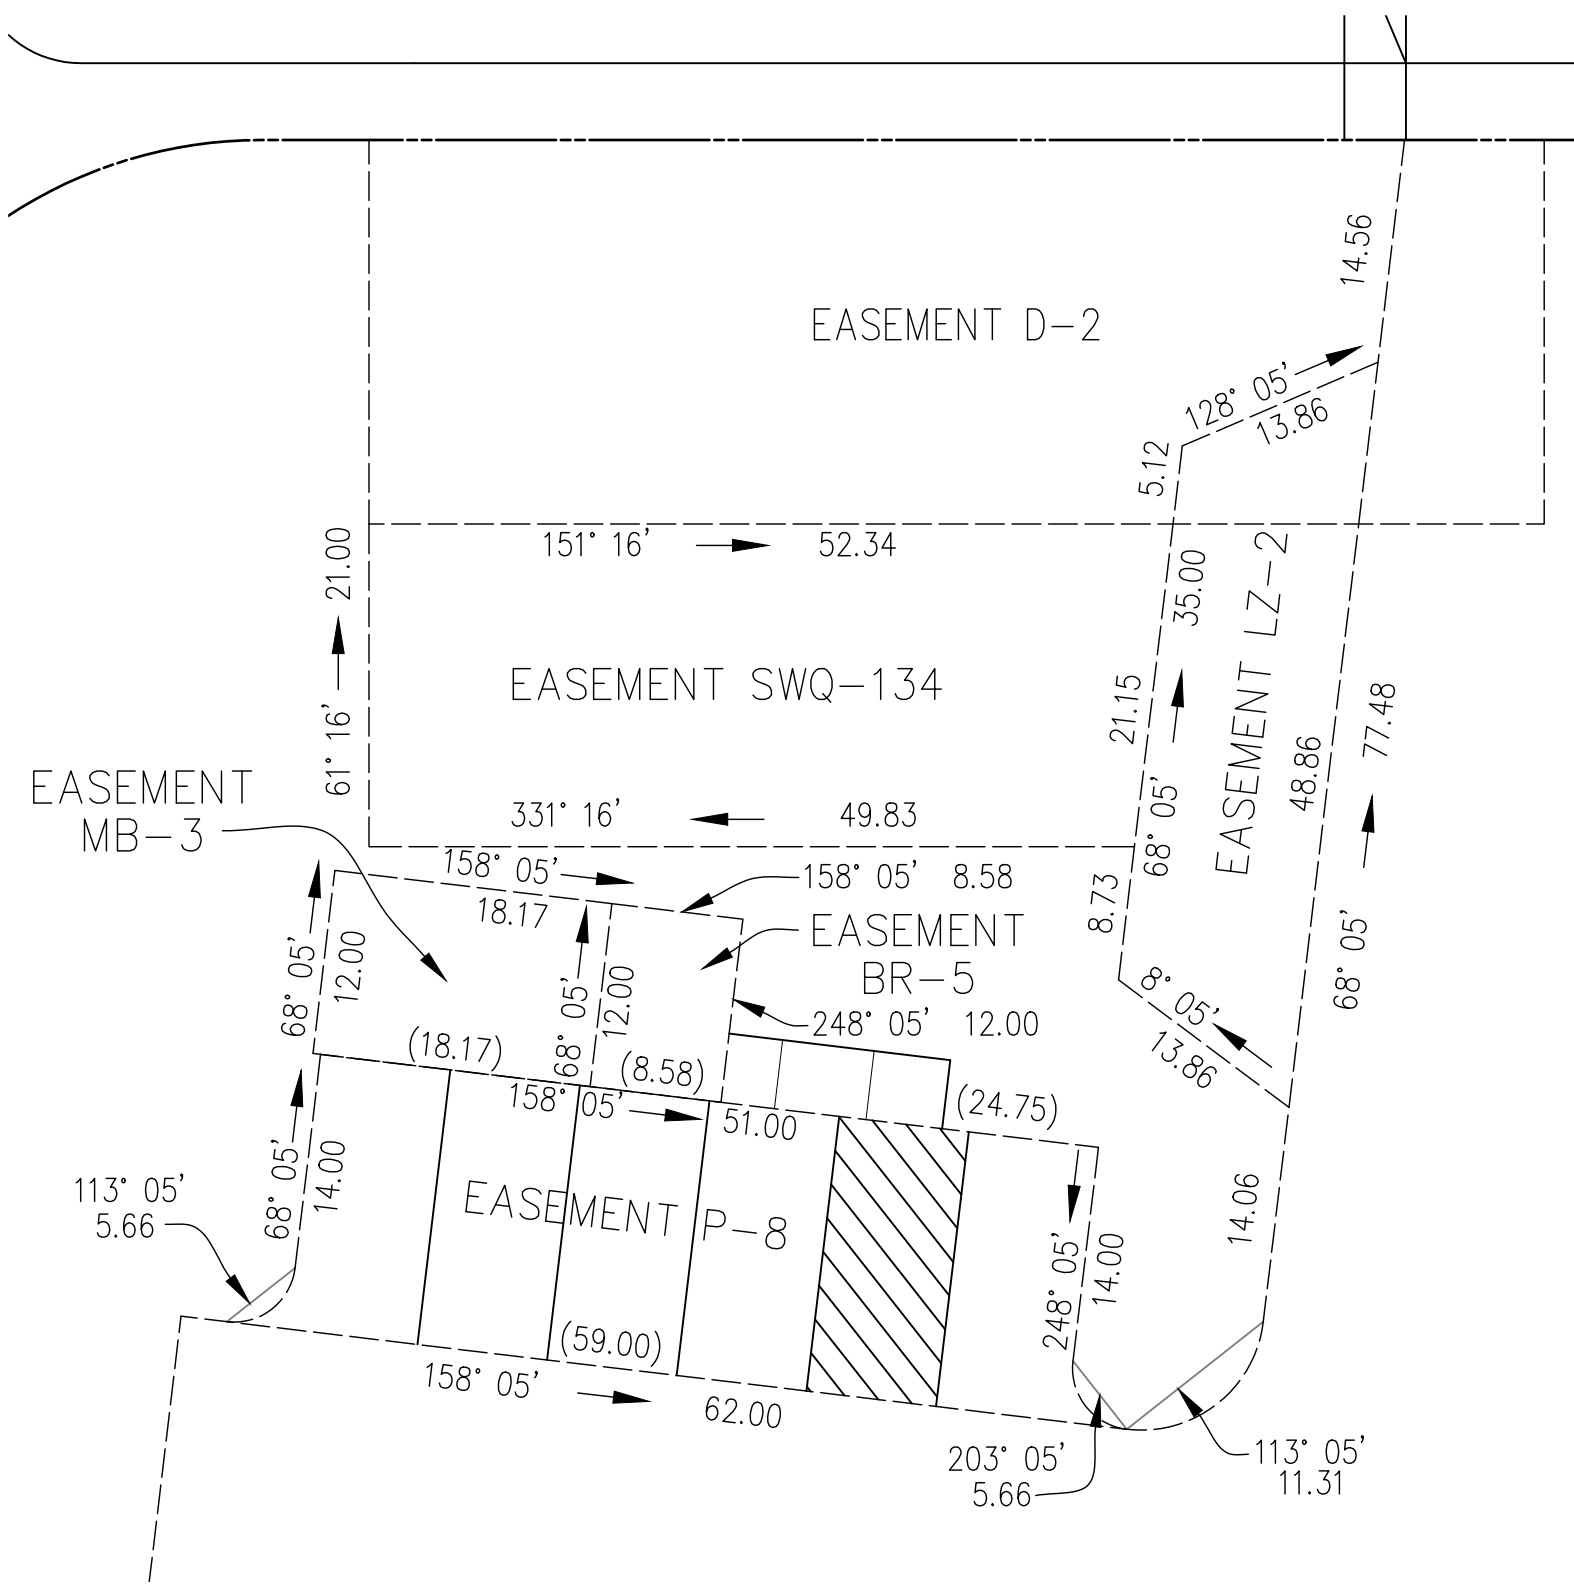 14.56
EASEMENT D-2
128° 05'
13.86
5.12
151° 16' 52.34
61° 16' 21.00
35.00
EASEMENT LZ-2
EASEMENT SWQ-134
21.15
68° 05'
48.86
68° 05' 77.48
EASEMENT
MB-3
331° 16' 49.83
158° 05'
18.17
158° 05' 8.58
8.73
EASEMENT
BR-5
68° 05'
12.00
68° 05'
12.00
248° 05' 12.00
8° 05'
13.86
(18.17)
(8.58)
(24.75)
158° 05'
51.00
68° 05'
14.00
113° 05'
5.66
EASEMENT P-8
14.06
248° 05'
14.00
(59.00)
158° 05'
62.00
203° 05'
5.66
113° 05'
11.31